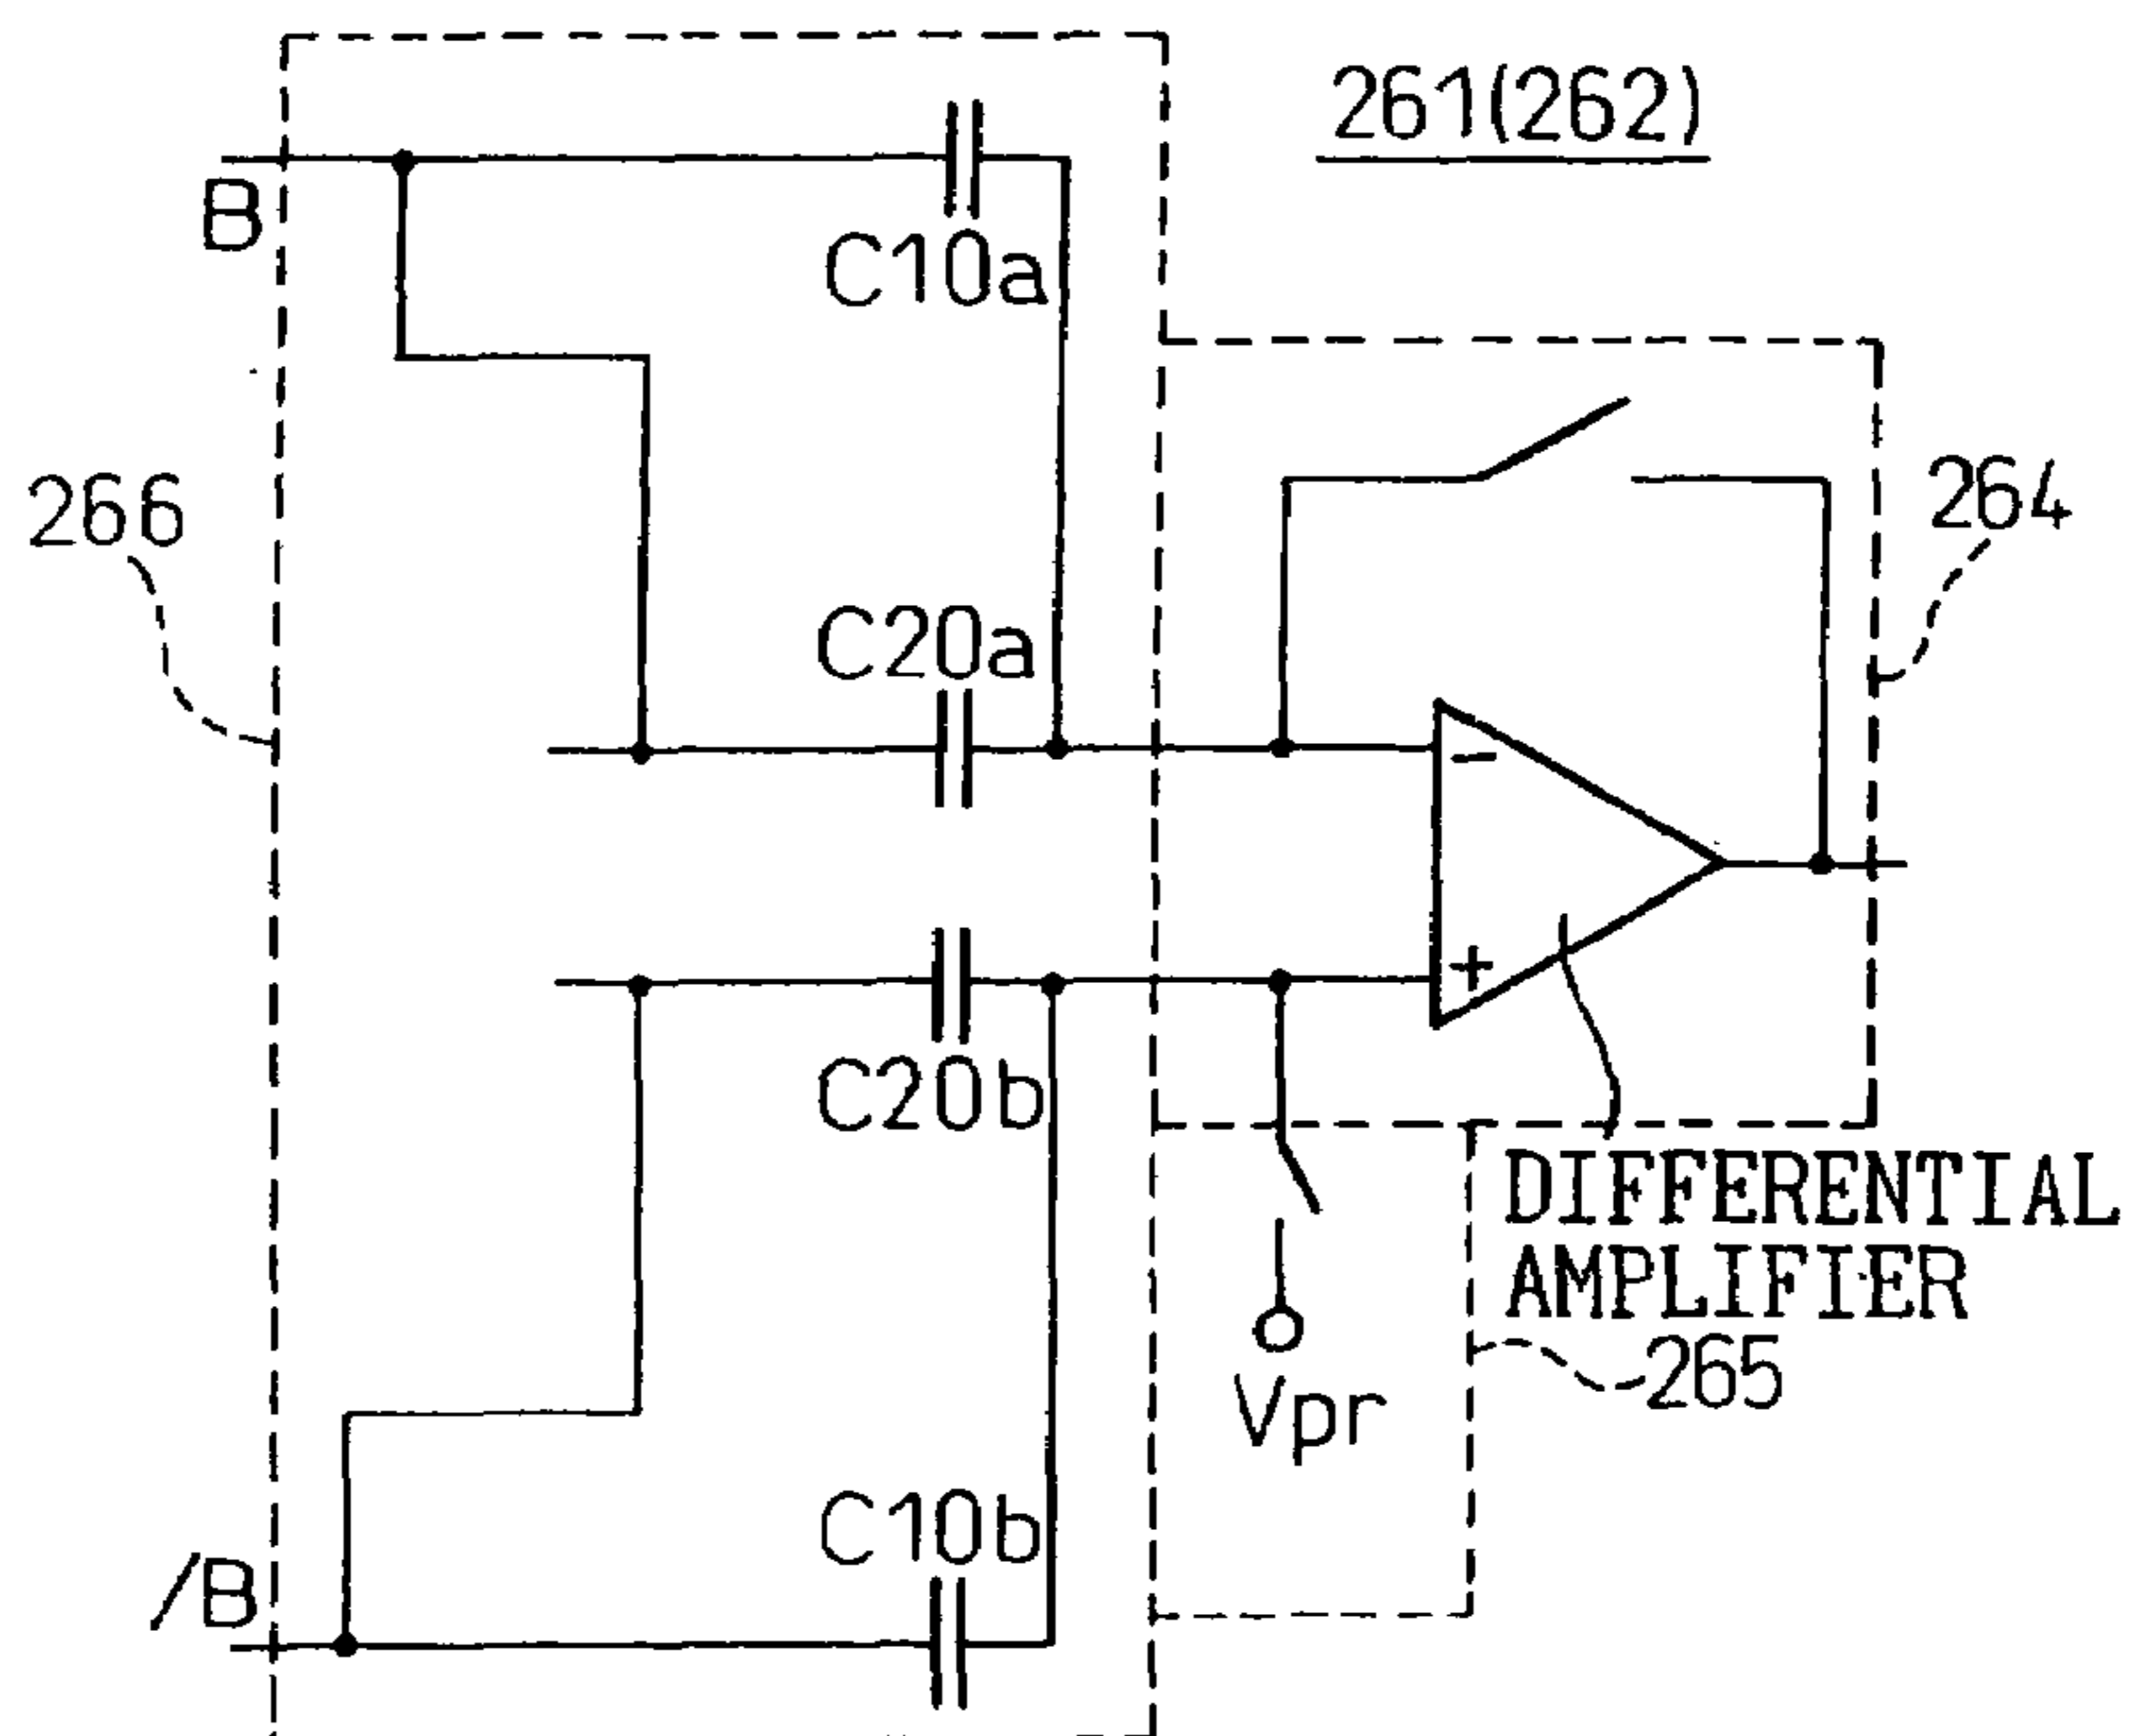 261(262)
B
C10a
266
264
C20a
-
+
C20b
DIFFERENTIAL
AMPLIFIER
265
Vpr
C10b
/B